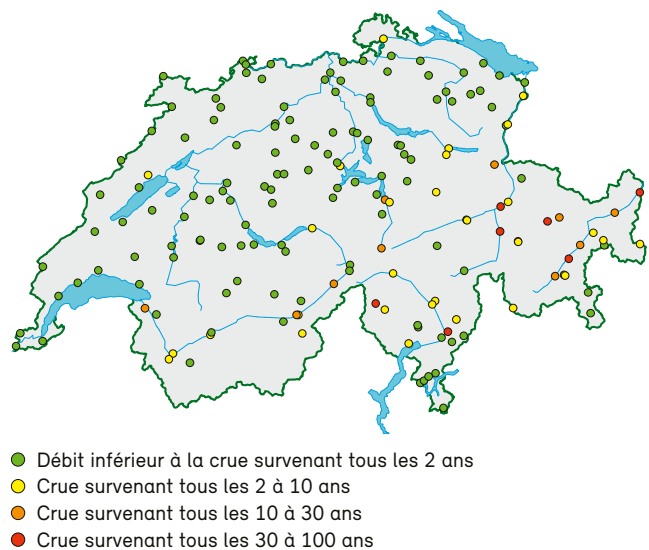 Débit inférieur à la crue survenant tous les 2 ans
Crue survenant tous les 2 à 10 ans
Crue survenant tous les 10 à 30 ans
Crue survenant tous les 30 à 100 ans